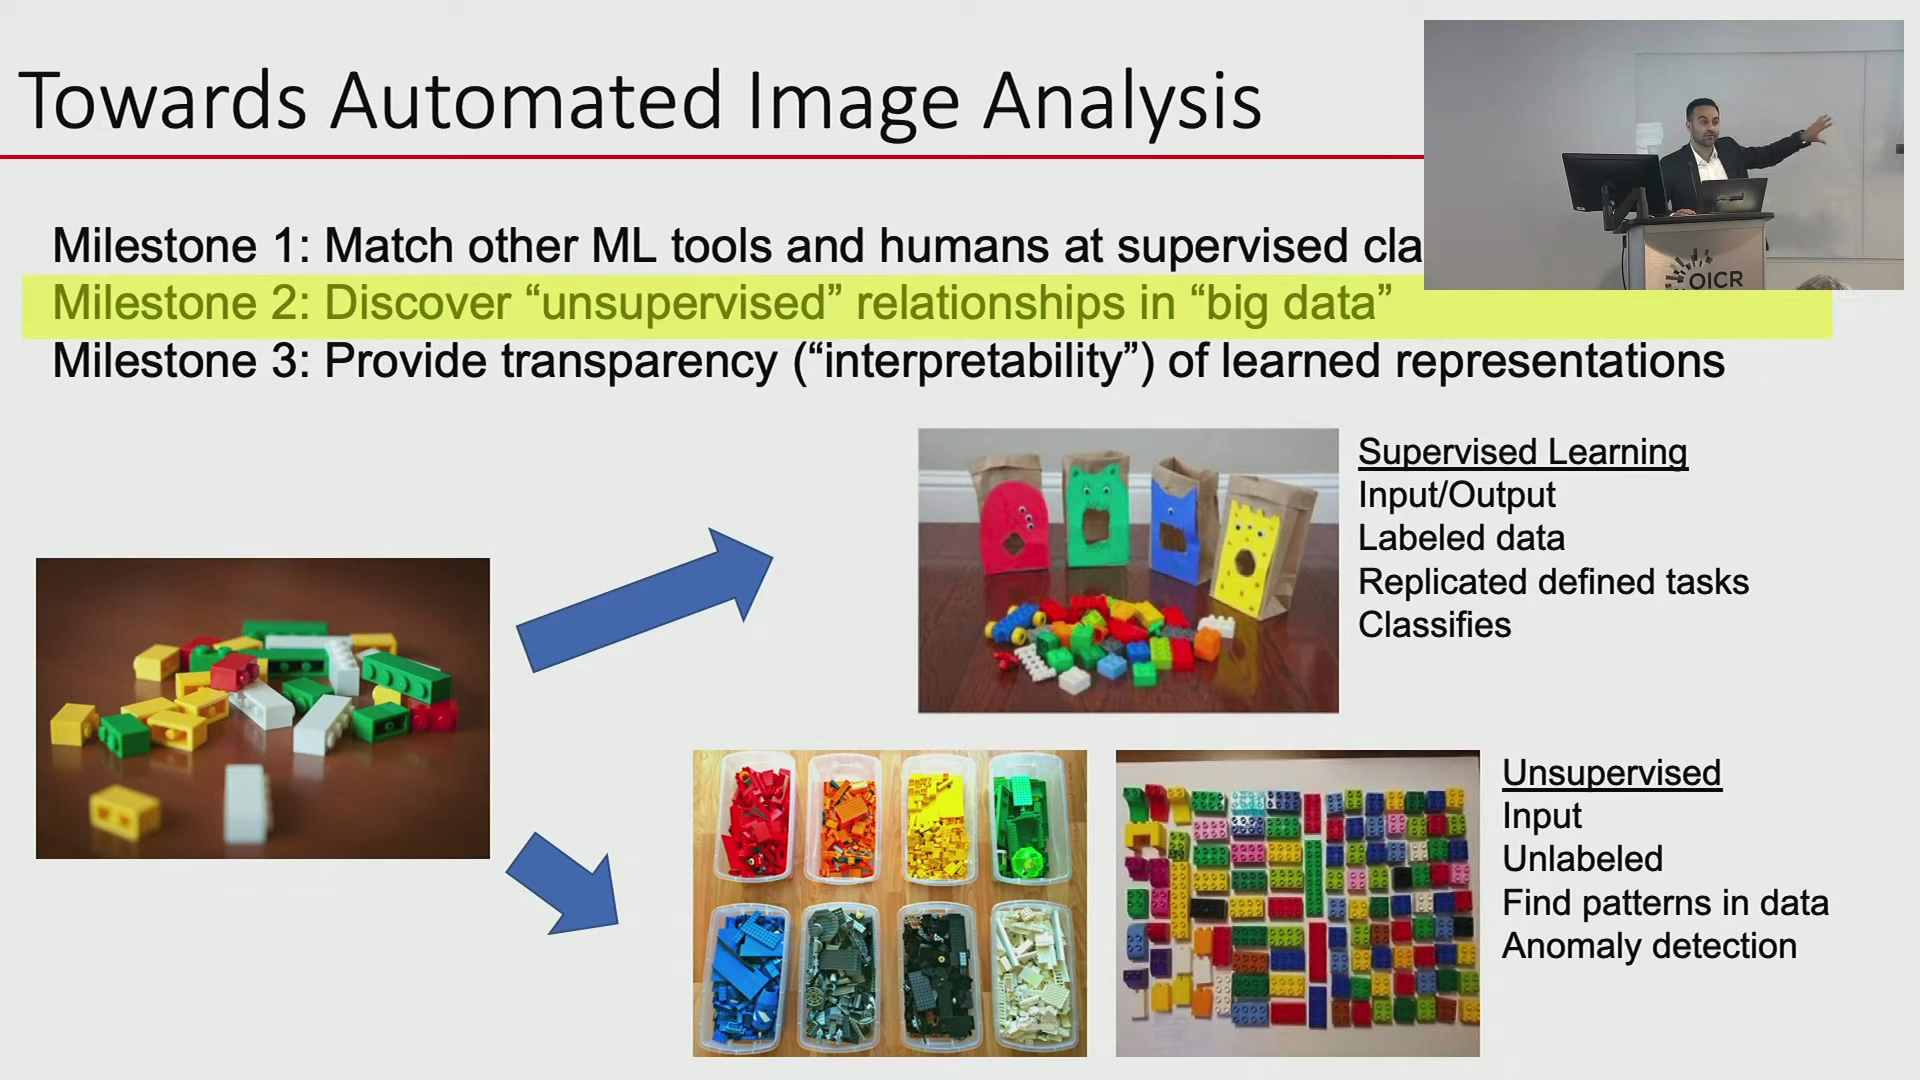 Towards Automated Image Analysis
Milestone 1: Match other ML tools and humans at supervised
Milestone 2: Discover “unsupervised” relationships in “big data”
Milestone 3: Provide transparency (“interpretability”) of learned representations
Supervised Learning
Input/Output
Labeled data
Replicated defined tasks
Classifies
Unsupervised
Input
Unlabeled
Find patterns in data
Anomaly detection
OICR